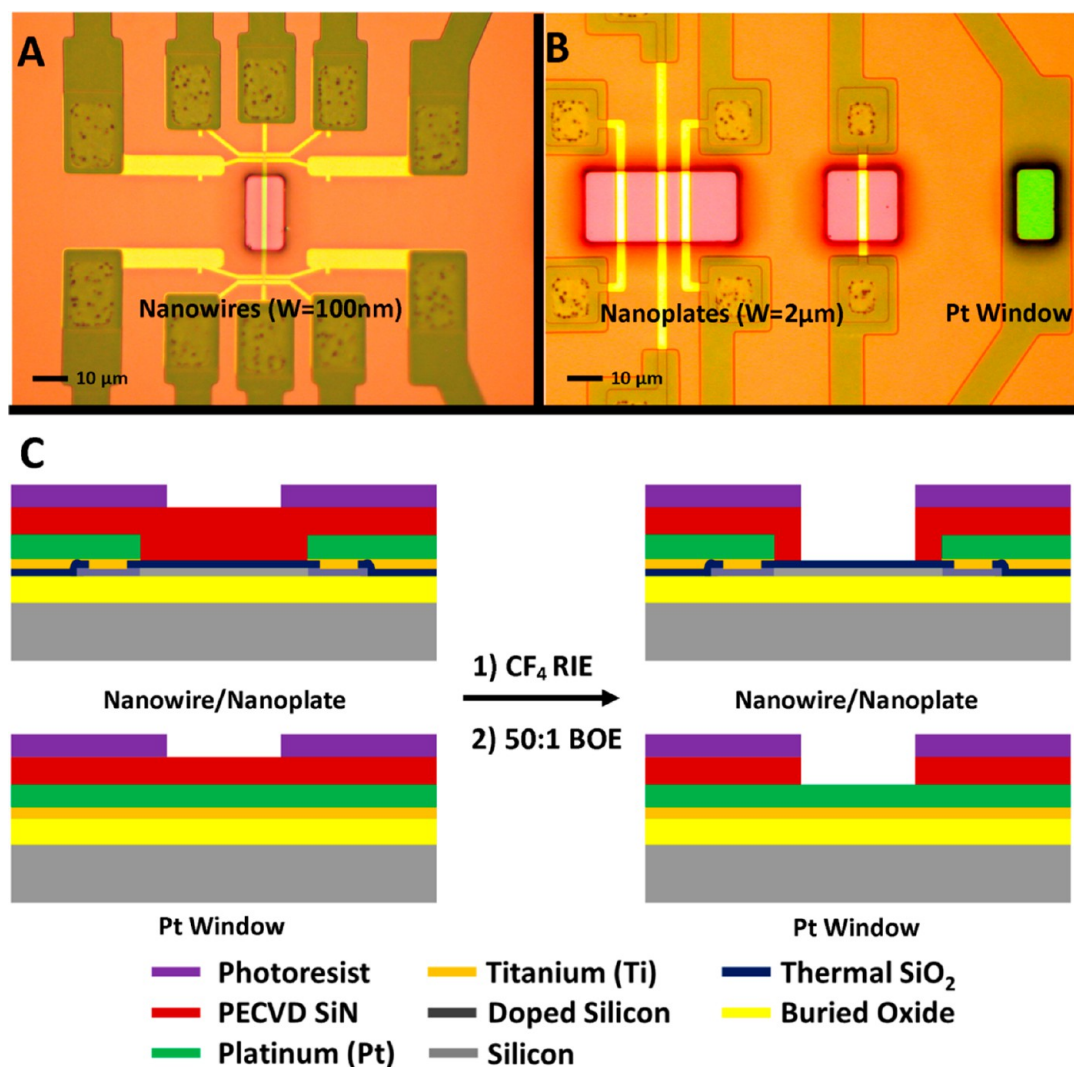 A
B
Nanowires (W=100nm)
Nanoplates (W=2μm)
Pt Window
10 μm
10 μm
C
1) CF₄ RIE
2) 50:1 BOE
Nanowire/Nanoplate
Nanowire/Nanoplate
Pt Window
Pt Window
Photoresist
Titanium (Ti)
Thermal SiO₂
PECVD SiN
Doped Silicon
Buried Oxide
Platinum (Pt)
Silicon